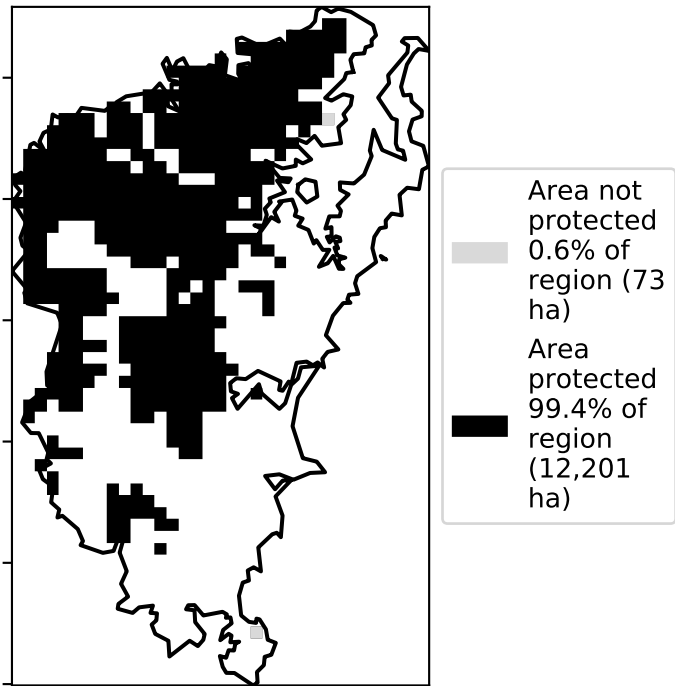 Area not
protected
0.6% of
region (73
ha)
Area
protected
99.4% of
region
(12,201
ha)